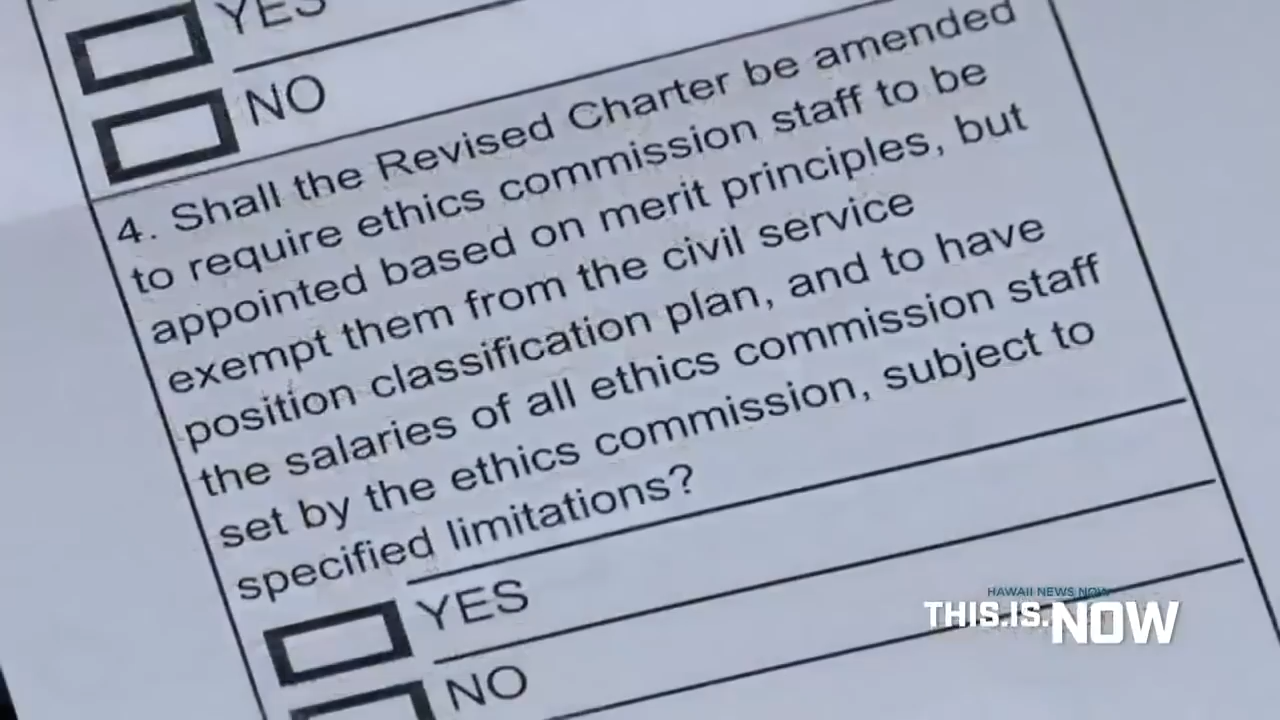 YES
NO
4. Shall the Revised Charter be amended
to require ethics commission staff to be
appointed based on merit principles, but
exempt them from the civil service
position classification plan, and to have
the salaries of all ethics commission staff
set by the ethics commission, subject to
specified limitations?
YES
NO
HAWAII NEWS NOW
THIS.IS.NOW